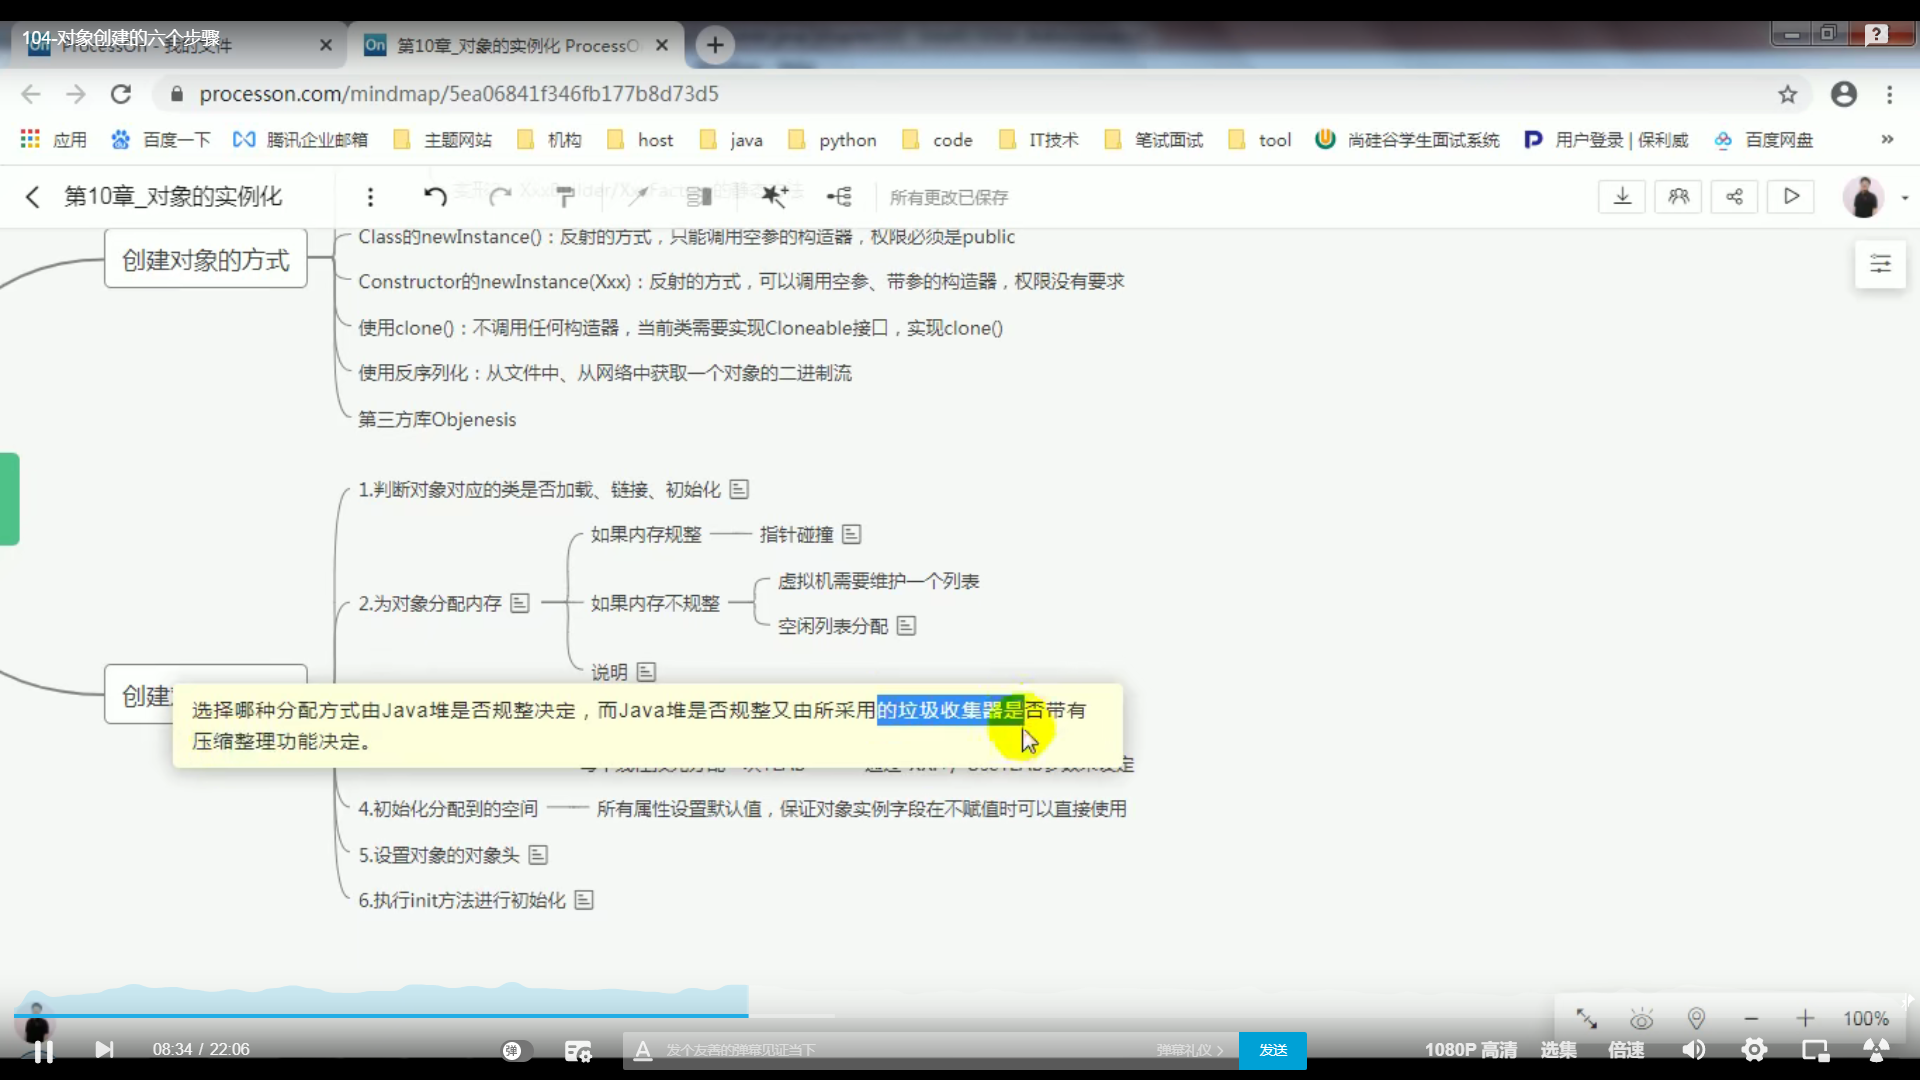 104-对象创建的六个步骤
第10章_对象的实例化 ProcessO
processon.com/mindmap/5ea06841f346fb177b8d73d5
应用 百度一下 腾讯企业邮箱 主题网站 机构 host java python code IT技术 笔试面试 tool 尚硅谷学生面试系统 用户登录 | 保利威 百度网盘 »
第10章_对象的实例化 所有更改已保存
创建对象的方式
Class的newInstance()：反射的方式，只能调用空参的构造器，权限必须是public
Constructor的newInstance(Xxx)：反射的方式，可以调用空参、带参的构造器，权限没有要求
使用clone()：不调用任何构造器，当前类需要实现Cloneable接口，实现clone()
使用反序列化：从文件中、从网络中获取一个对象的二进制流
第三方库Objenesis
1.判断对象对应的类是否加载、链接、初始化
如果内存规整 指针碰撞
虚拟机需要维护一个列表
2.为对象分配内存 如果内存不规整
空闲列表分配
说明
创建
选择哪种分配方式由Java堆是否规整决定，而Java堆是否规整又由所采用的垃圾收集器是否带有
压缩整理功能决定。
4.初始化分配到的空间 所有属性设置默认值，保证对象实例字段在不赋值时可以直接使用
5.设置对象的对象头
6.执行init方法进行初始化
100%
08:34 / 22:06 弹 发个友善的弹幕见证当下 弹幕礼仪 > 发送 1080P 高清 选集 倍速